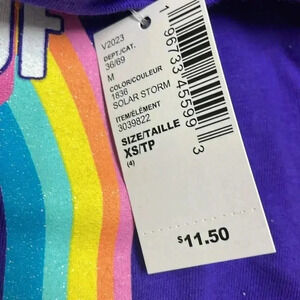 V2023
DEPT./CAT.
36/69
M
COLOR/COULEUR
1836
SOLAR STORM
ITEM/ÉLÉMENT
3039822
SIZE/TAILLE
XS/TP
(4)
1 96733 45599 3
$11.50